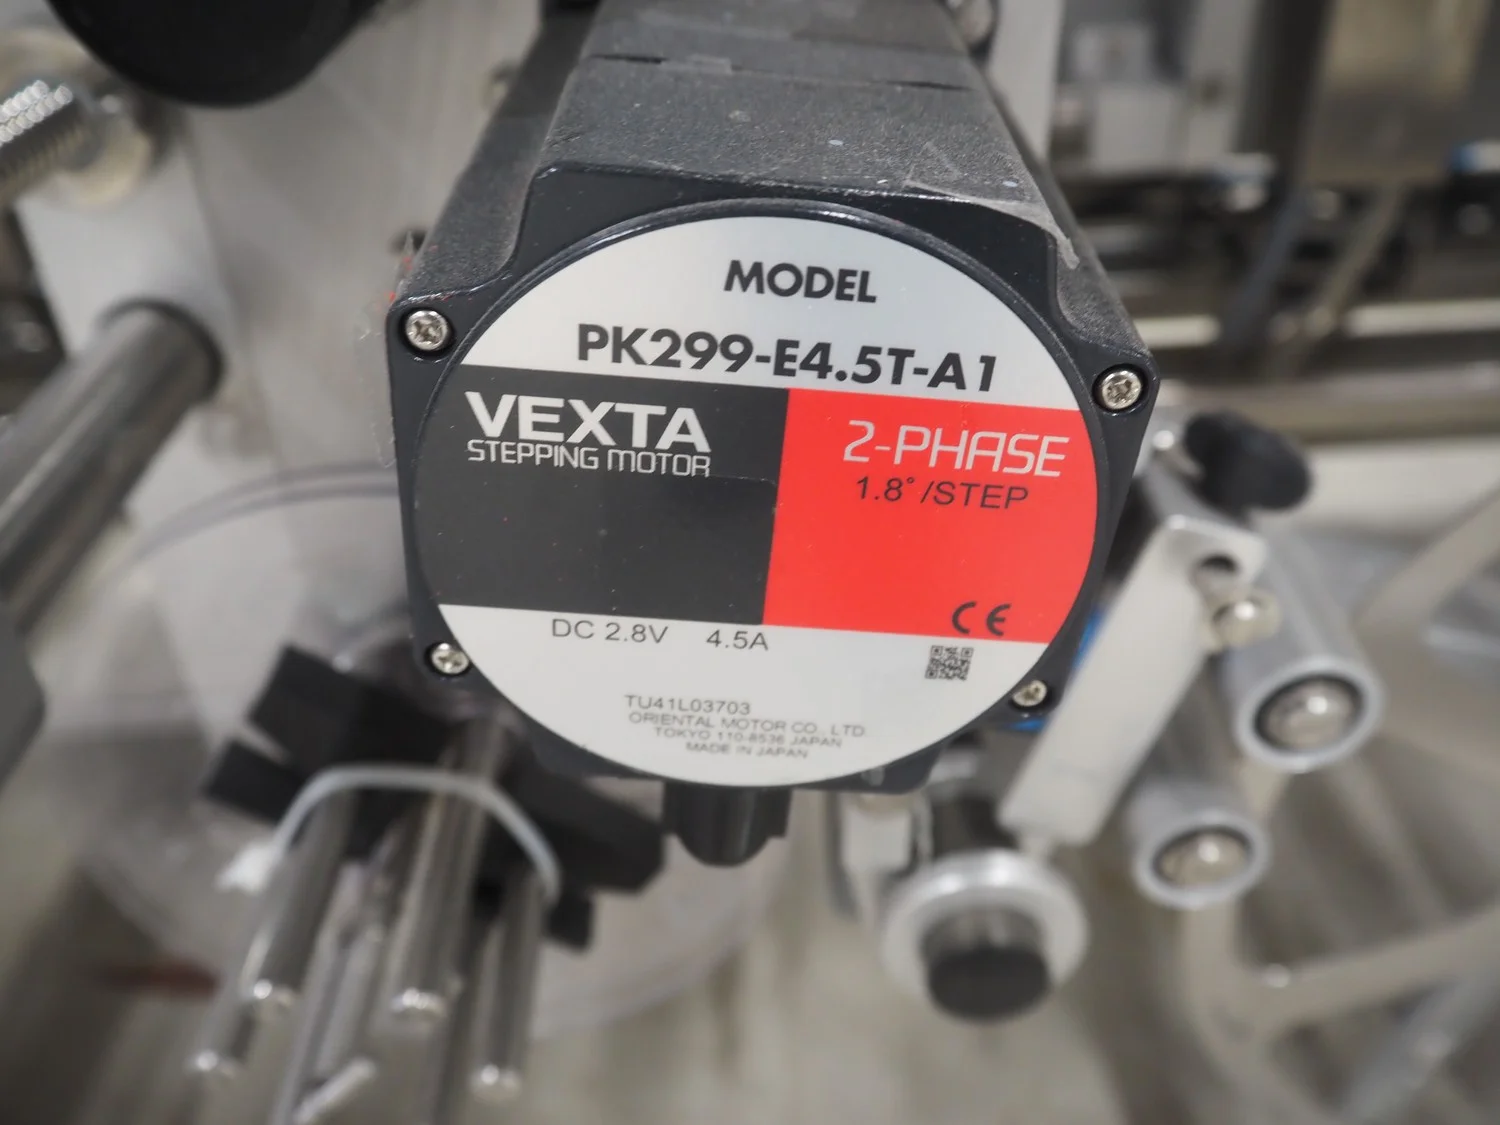 MODEL
PK299-E4.5T-A1
VEXTA
STEPPING MOTOR
2-PHASE
1.8°/STEP
CE
DC 2.8V 4.5A
TU41L03703
ORIENTAL MOTOR CO., LTD.
TOKYO 110-8536 JAPAN
MADE IN JAPAN